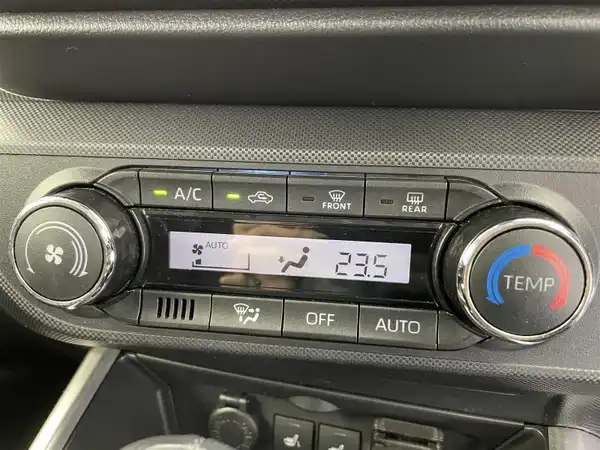 A/C
FRONT
REAR
AUTO
23.5
TEMP
OFF
AUTO